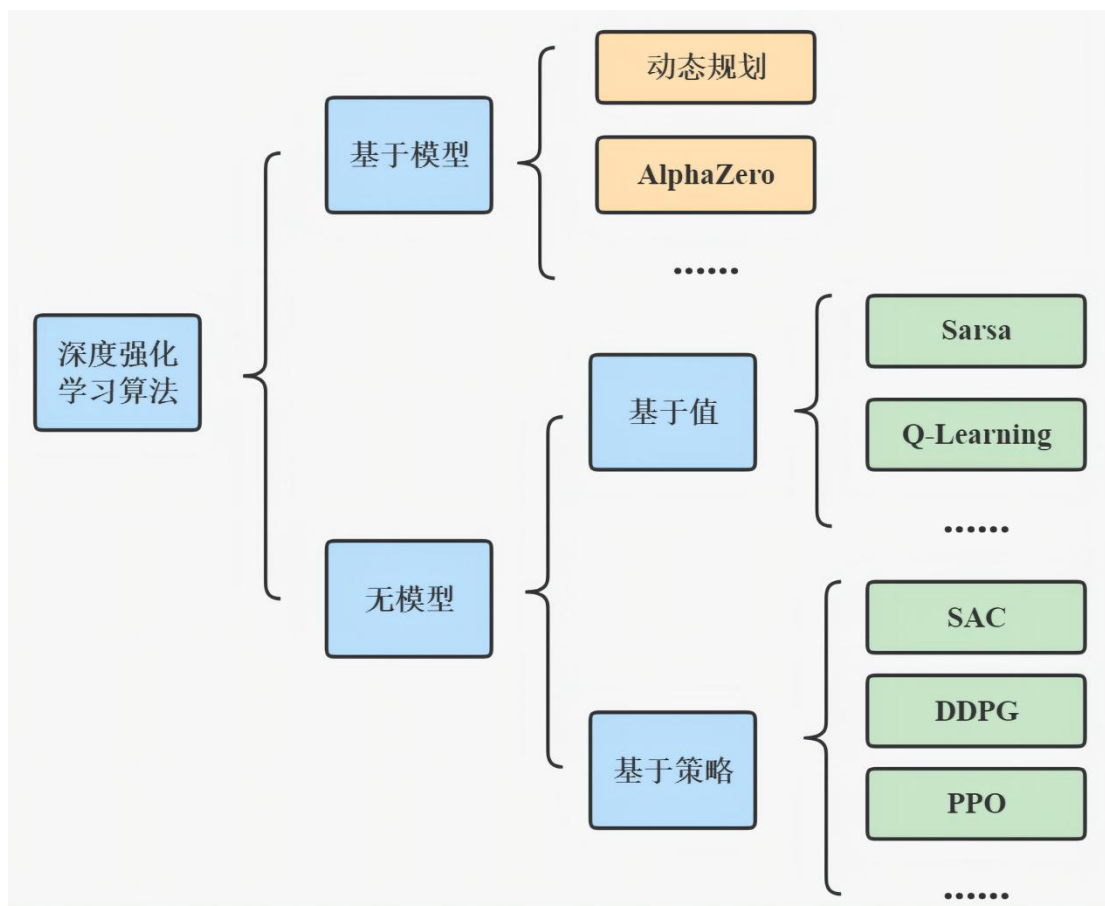 深度强化
学习算法
基于模型
动态规划
AlphaZero
......
无模型
基于值
Sarsa
Q-Learning
......
基于策略
SAC
DDPG
PPO
......